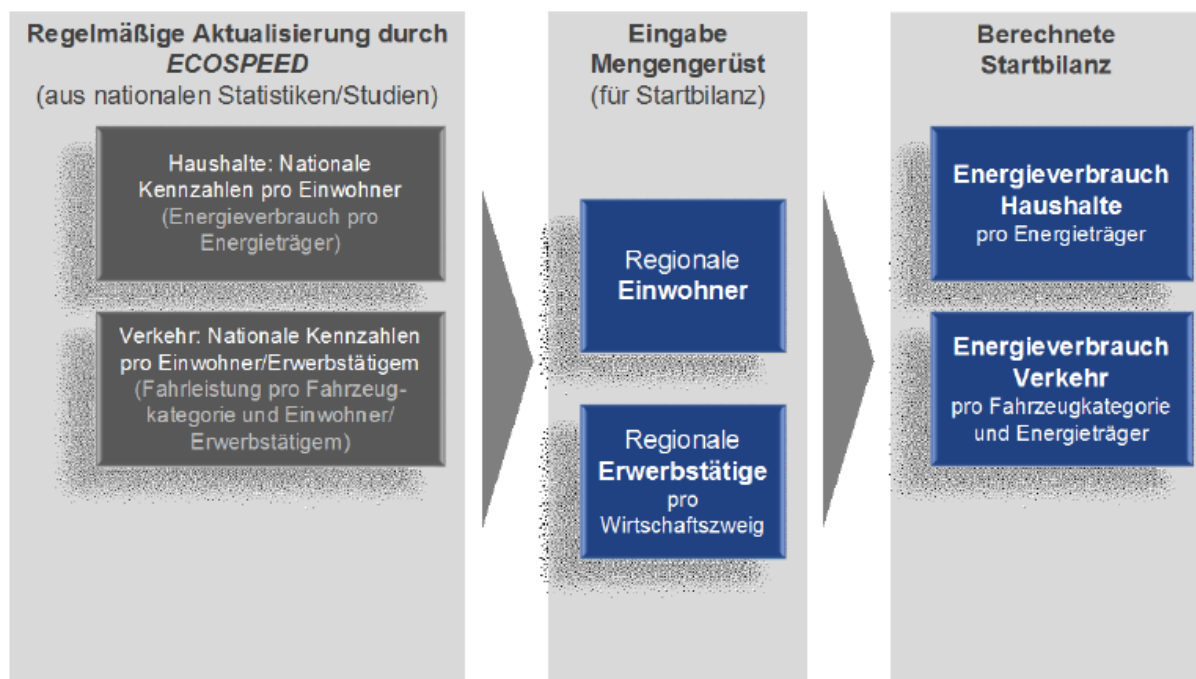 Regelmäßige Aktualisierung durch
ECOSPEED
(aus nationalen Statistiken/Studien)
Haushalte: Nationale
Kennzahlen pro Einwohner
(Energieverbrauch pro
Energieträger)
Verkehr: Nationale Kennzahlen
pro Einwohner/Erwerbstätigem
(Fahrleistung pro Fahrzeug-
kategorie und Einwohner/
Erwerbstätigem)
Eingabe
Mengengerüst
(für Startbilanz)
Regionale
Einwohner
Regionale
Erwerbstätige
pro
Wirtschaftszweig
Berechnete
Startbilanz
Energieverbrauch
Haushalte
pro Energieträger
Energieverbrauch
Verkehr
pro Fahrzeugkategorie
und Energieträger